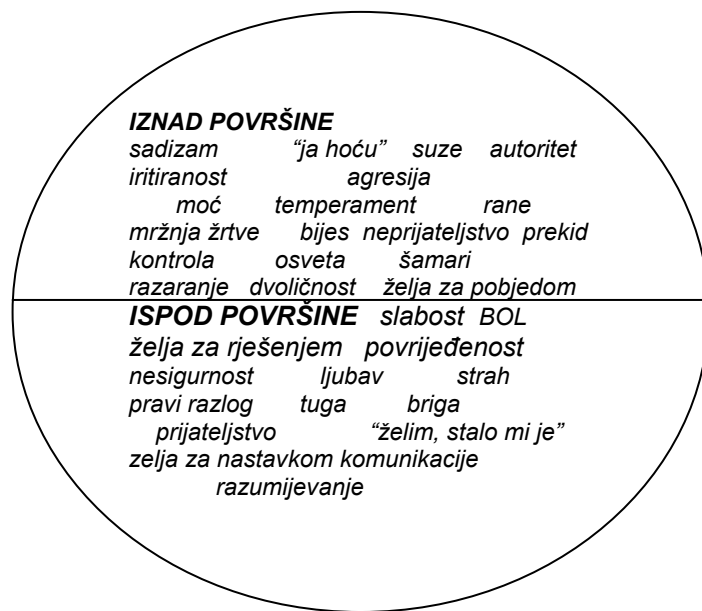 IZNAD POVRŠINE
sadizam “ja hoću” suze autoritet
iritiranost agresija
moć temperament rane
mržnja žrtve bijes neprijateljstvo prekid
kontrola osveta šamari
razaranje dvoličnost želja za pobjedom
ISPOD POVRŠINE slabost BOL
želja za rješenjem povrijeđenost
nesigurnost ljubav strah
pravi razlog tuga briga
prijateljstvo “želim, stalo mi je”
zelja za nastavkom komunikacije
razumijevanje